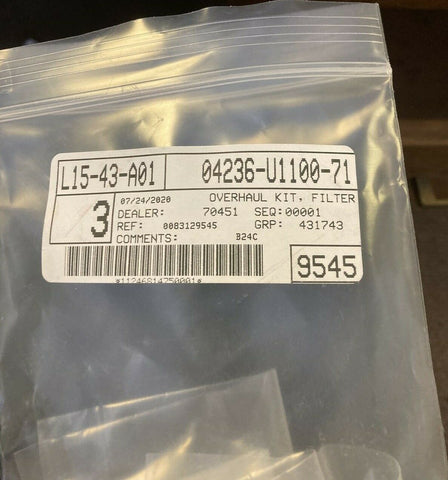 L15-43-A01 04236-U1100-71
3 07/24/2020 OVERHAUL KIT, FILTER
DEALER: 70451 SEQ:00001
REF: 0083129545 GRP: 431743
COMMENTS: B24C
*11246814750001*
9545